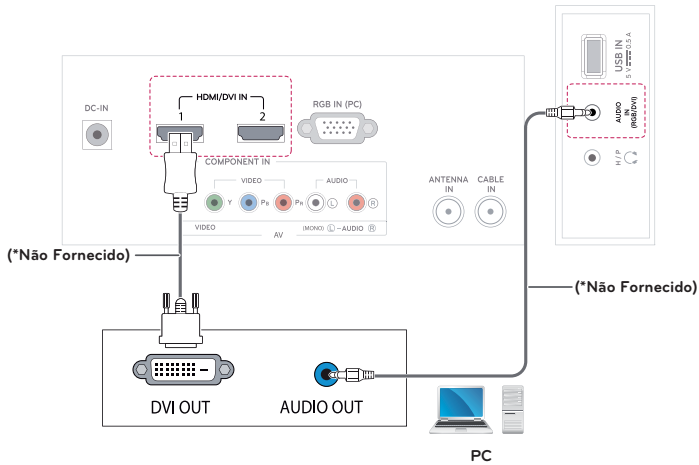 DC-IN
HDMI/DVI IN
1
2
RGB IN (PC)
COMPONENT IN
VIDEO
AUDIO
Y
PB
PR
L
R
VIDEO
AV
(MONO) L -AUDIO R
ANTENNA
IN
CABLE
IN
USB IN
5 V 0.5 A
AUDIO
IN
(RGB/DVI)
H / P
(*Não Fornecido)
(*Não Fornecido)
DVI OUT
AUDIO OUT
PC